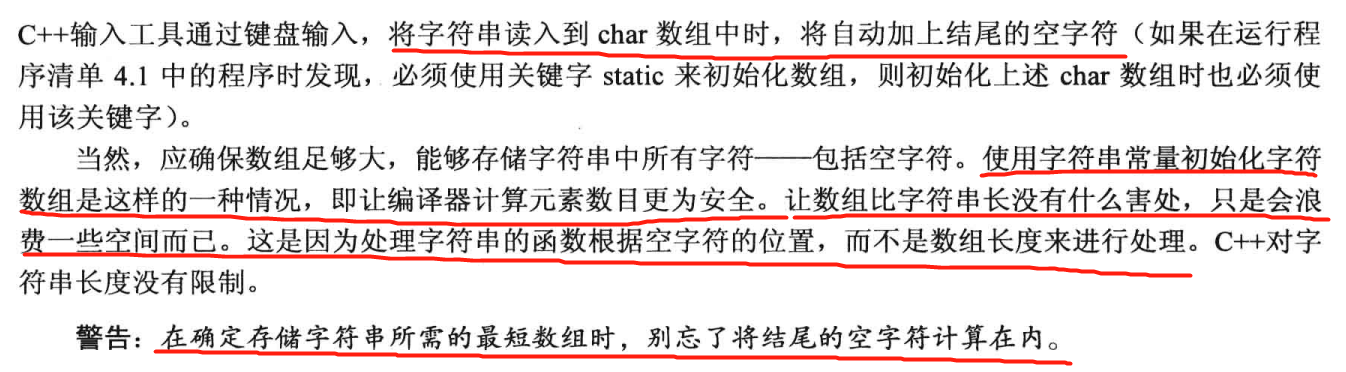 C++输入工具通过键盘输入，将字符串读入到 char 数组中时，将自动加上结尾的空字符（如果在运行程
序清单 4.1 中的程序时发现，必须使用关键字 static 来初始化数组，则初始化上述 char 数组时也必须使
用该关键字）。
当然，应确保数组足够大，能够存储字符串中所有字符——包括空字符。使用字符串常量初始化字符
数组是这样的一种情况，即让编译器计算元素数目更为安全。让数组比字符串长没有什么害处，只是会浪
费一些空间而已。这是因为处理字符串的函数根据空字符的位置，而不是数组长度来进行处理。C++对字
符串长度没有限制。
警告：在确定存储字符串所需的最短数组时，别忘了将结尾的空字符计算在内。